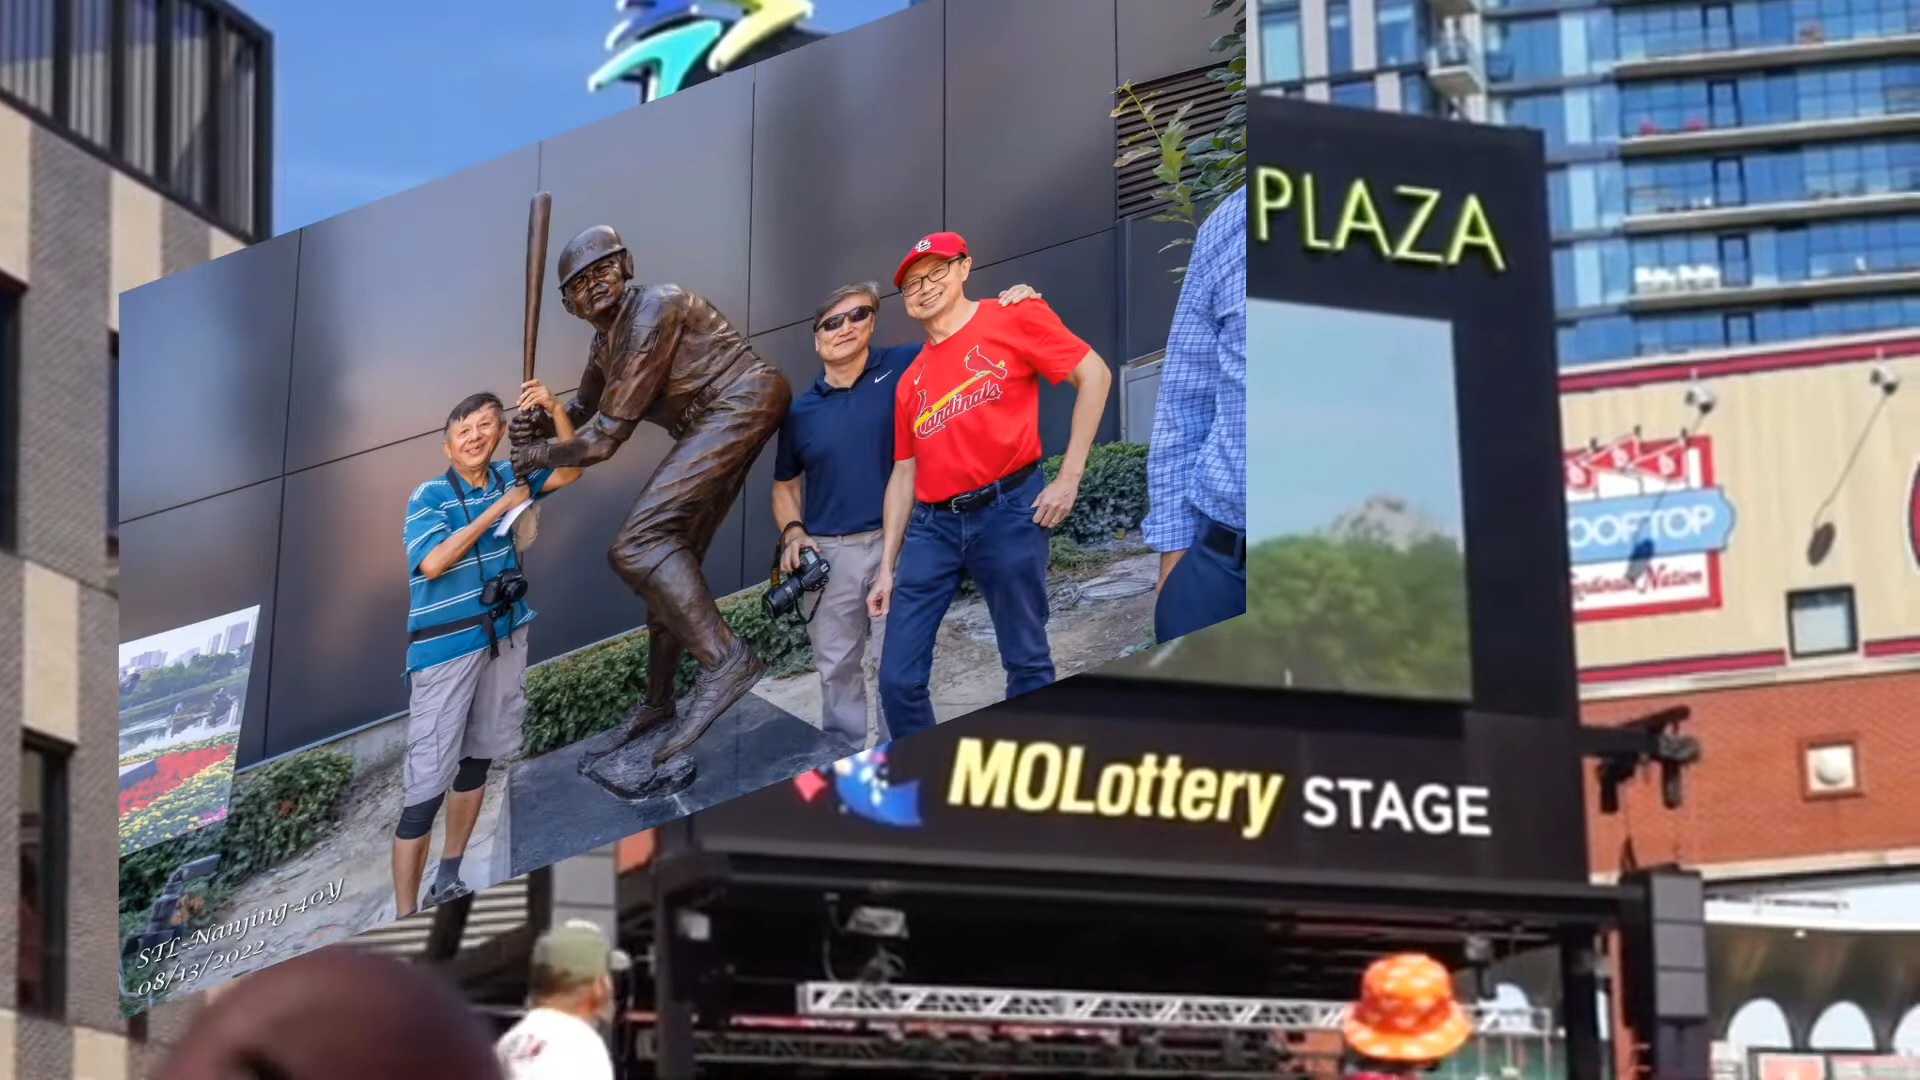 PLAZA
Cardinals
OOFTOP
Cardinals Nation
MOLottery STAGE
STL-Nanjing-40Y
08/13/2022